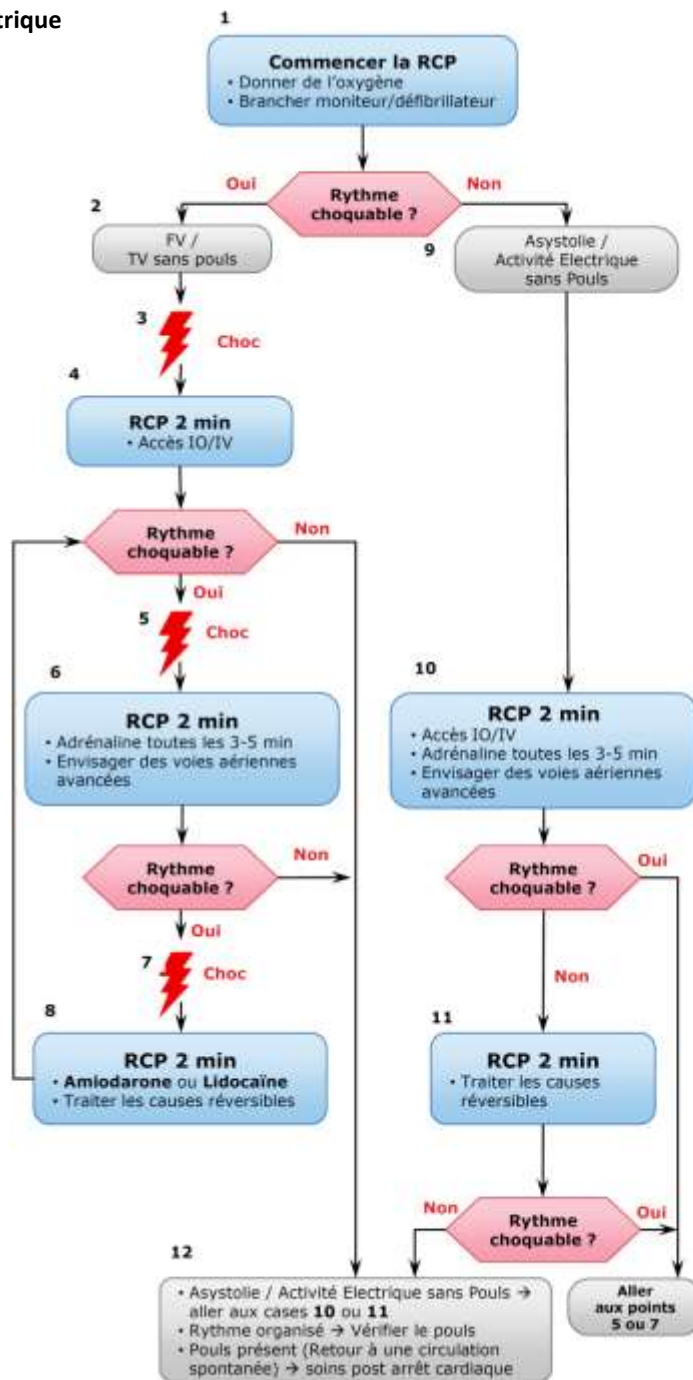 trique
1
Commencer la RCP
• Donner de l'oxygène
• Brancher moniteur/défibrillateur
Oui
Rythme
choquable ?
Non
2
FV /
TV sans pouls
9
Asystolie /
Activité Electrique
sans Pouls
3
Choc
4
RCP 2 min
• Accès IO/IV
Rythme
choquable ?
Non
Oui
5
Choc
6
RCP 2 min
• Adrénaline toutes les 3-5 min
• Envisager des voies aériennes
avancées
10
RCP 2 min
• Accès IO/IV
• Adrénaline toutes les 3-5 min
• Envisager des voies aériennes
avancées
Rythme
choquable ?
Non
Oui
7
Choc
Rythme
choquable ?
Oui
Non
8
RCP 2 min
• Amiodarone ou Lidocaïne
• Traiter les causes réversibles
11
RCP 2 min
• Traiter les causes
réversibles
Non
Rythme
choquable ?
Oui
12
• Asystolie / Activité Electrique sans Pouls →
aller aux cases 10 ou 11
• Rythme organisé → Vérifier le pouls
• Pouls présent (Retour à une circulation
spontanée) → soins post arrêt cardiaque
Aller
aux points
5 ou 7